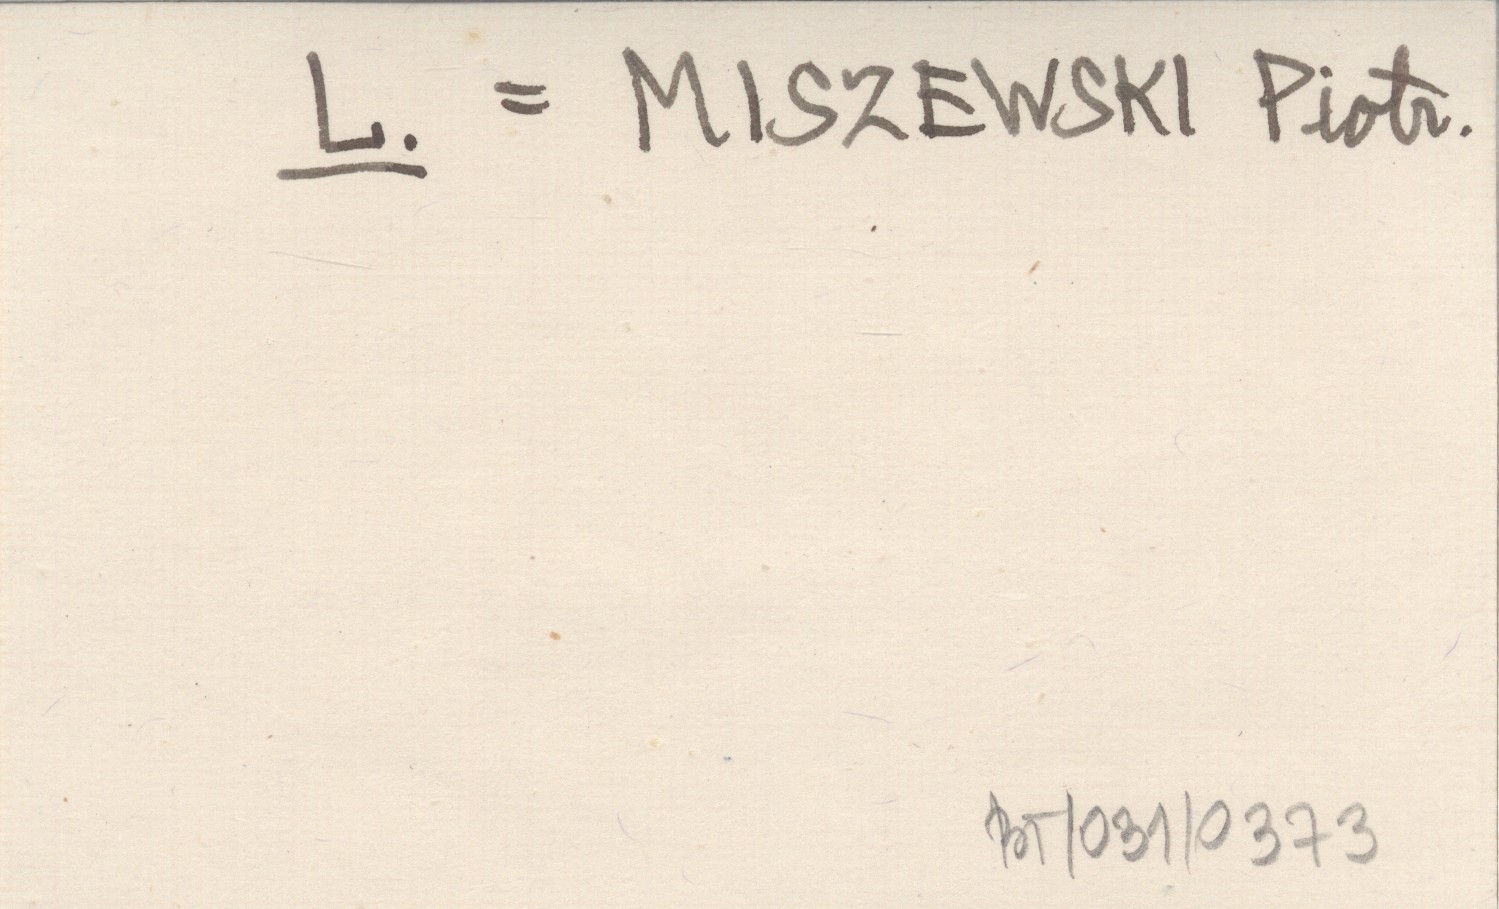 L. = MISZEWSKI Piotr.
BT/031/0373